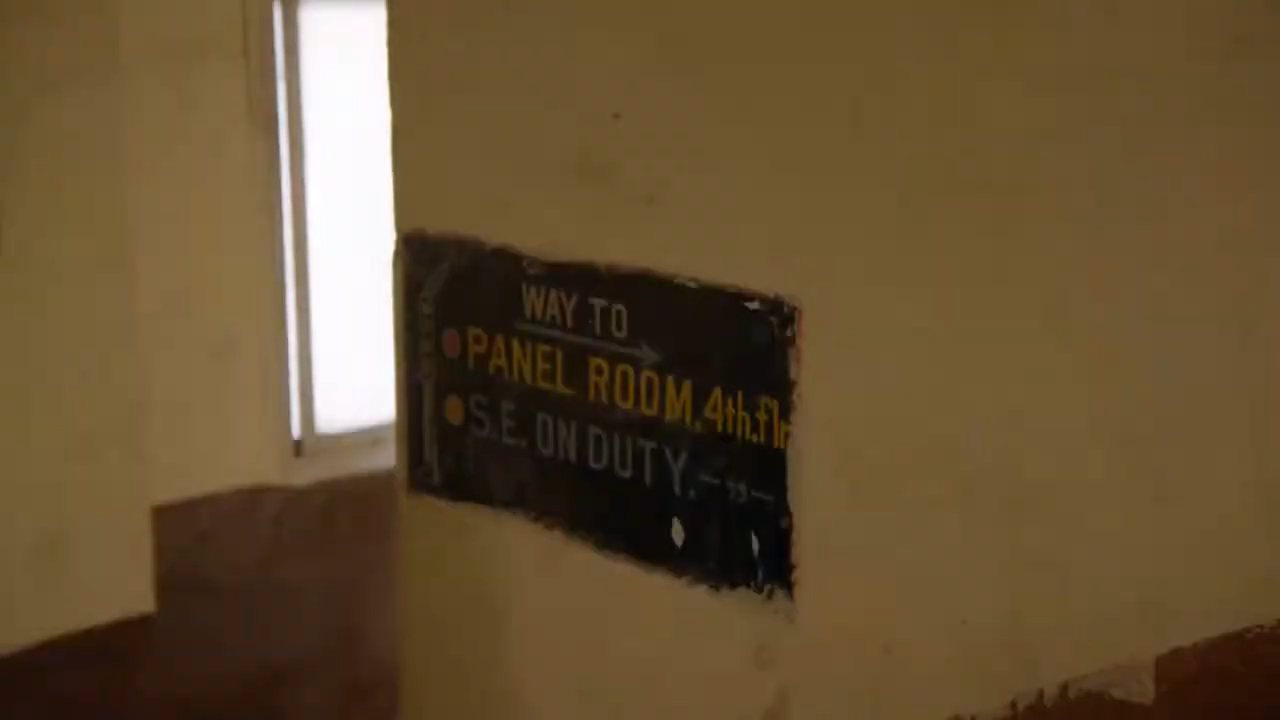 WAY TO
PANEL ROOM.4th.flr
S.E. ON DUTY. — ,, —